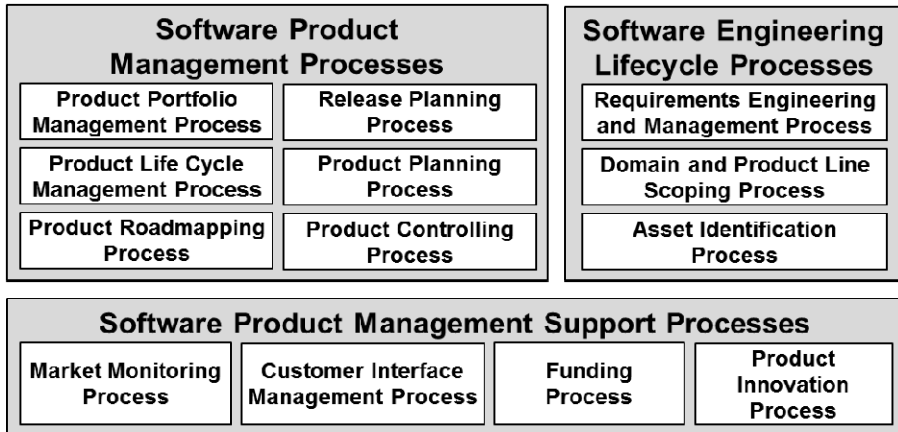 Software Product
Management Processes
Product Portfolio
Management Process
Release Planning
Process
Product Life Cycle
Management Process
Product Planning
Process
Product Roadmapping
Process
Product Controlling
Process
Software Engineering
Lifecycle Processes
Requirements Engineering
and Management Process
Domain and Product Line
Scoping Process
Asset Identification
Process
Software Product Management Support Processes
Market Monitoring
Process
Customer Interface
Management Process
Funding
Process
Product
Innovation
Process